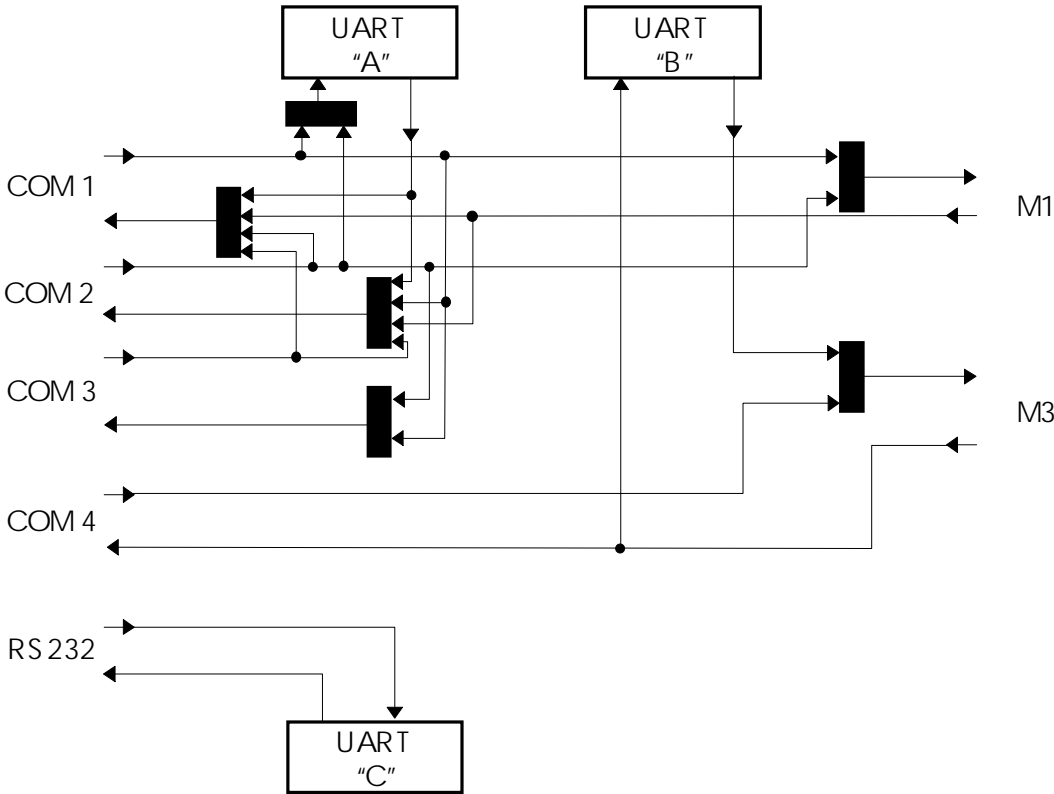 UART
"A"
UART
"B"
COM 1
M1
COM 2
COM 3
M3
COM 4
RS 232
UART
"C"